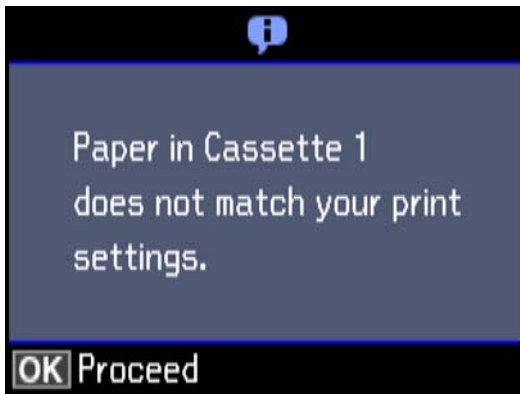 Paper in Cassette 1
does not match your print
settings.
OK Proceed